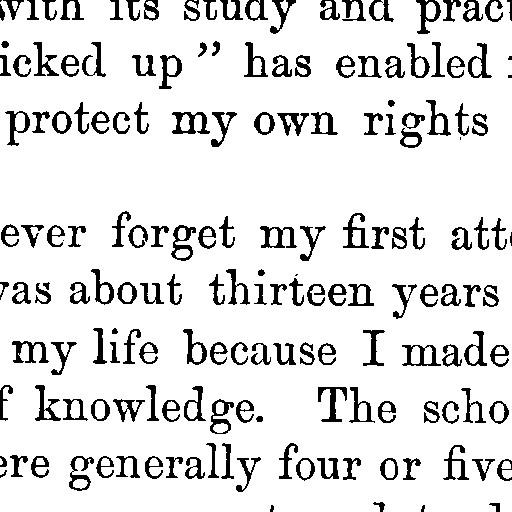 with its study and pract
icked up" has enabled
protect my own rights
ever forget my first att
was about thirteen years
my life because I made
f knowledge. The scho
ere generally four or five